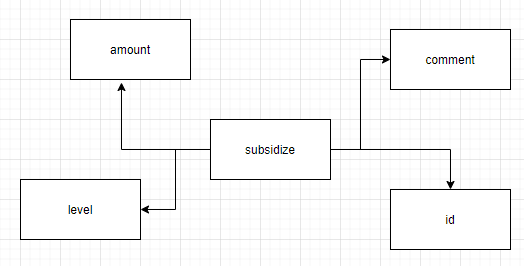 amount
comment
subsidize
level
id